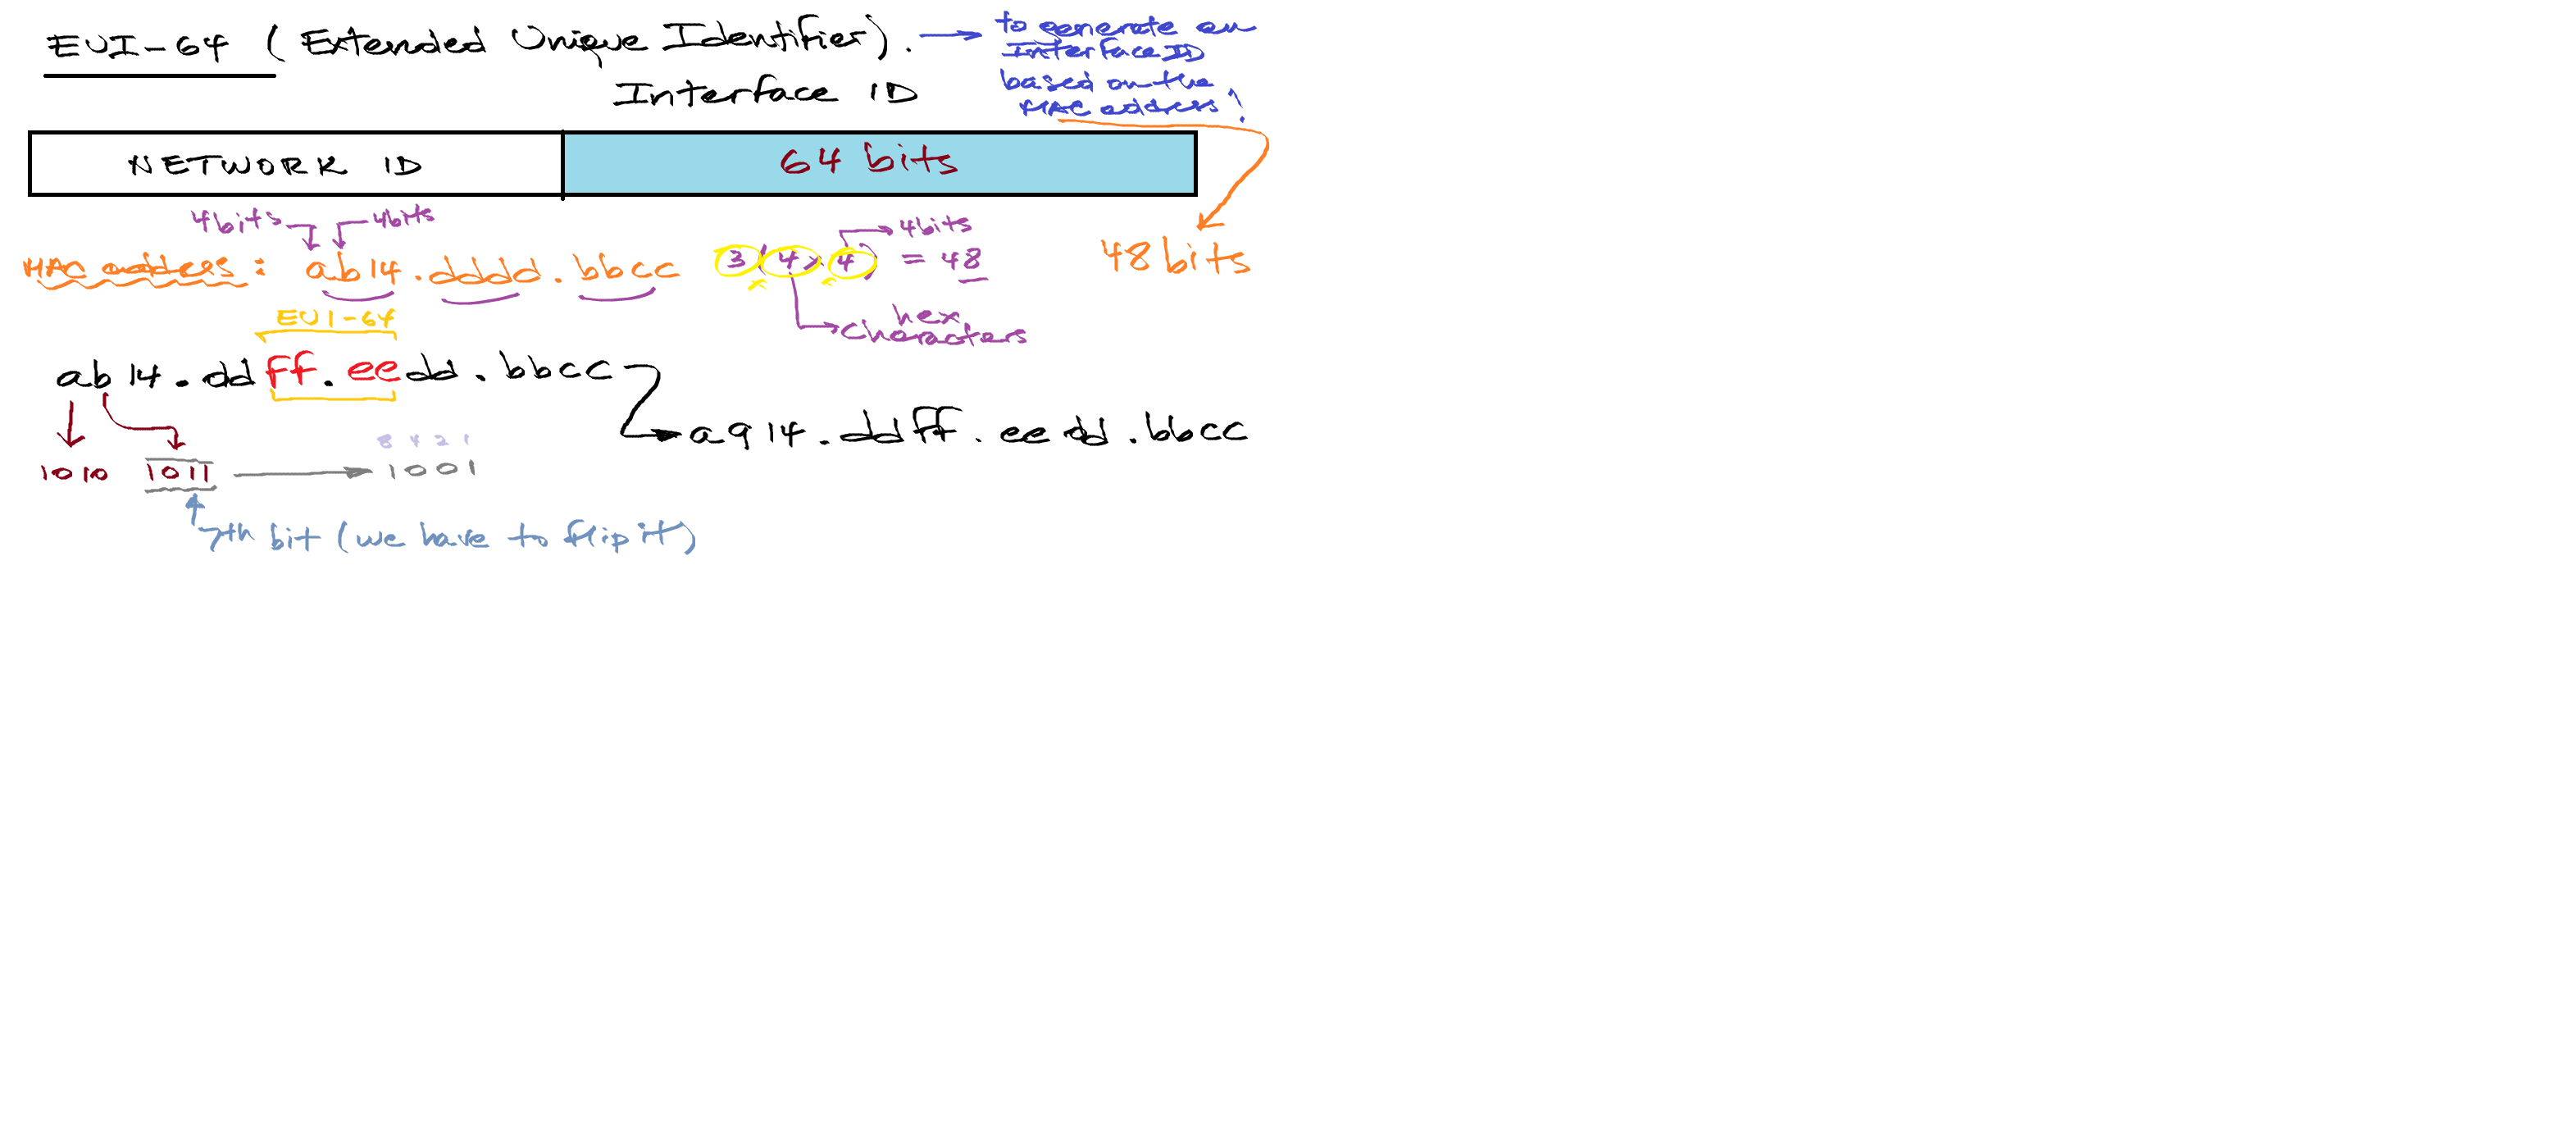 EUI-64 (Extended Unique Identifier). → to generate an
Interface ID
based on the
MAC address!
Interface ID
NETWORK ID
64 bits
4bits
4bits
4bits
MAC address: ab14.dddd.bbcc
3(4x4) = 48
48 bits
hex
characters
EUI-64
ab14.ddff.eedd.bbcc
a914.ddff.eedd.bbcc
8 4 2 1
1010 1011 → 1001
7th bit (we have to flip it)